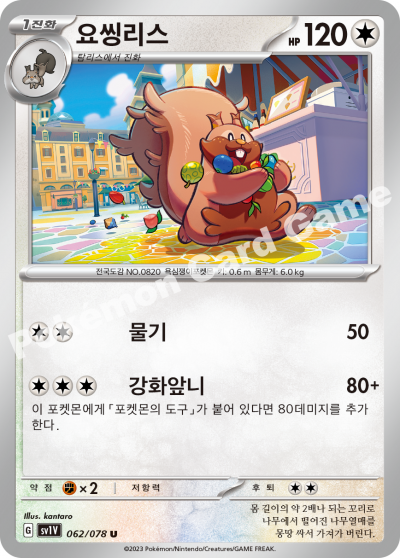 1진화
요씽리스
HP 120
탈리스에서 진화
전국도감 NO.0820 욕심쟁이포켓몬 키: 0.6m 몸무게: 6.0kg
Pokémon Card Game
물기 50
강화앞니 80+
이 포켓몬에게 「포켓몬의 도구」가 붙어 있다면 80데미지를 추가
한다.
약점 ×2 저항력 후퇴
Illus. kantaro
G sv1V 062/078 U
몸 길이의 약 2배나 되는 꼬리로
나무에서 떨어진 나무열매를
몽땅 싸서 가져가 버린다.
©2023 Pokémon/Nintendo/Creatures/GAME FREAK.